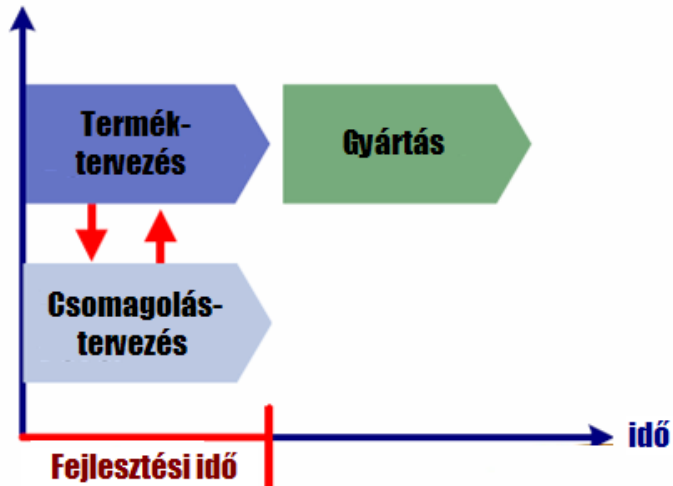 Termék-
tervezés
Gyártás
Csomagolás-
tervezés
idő
Fejlesztési idő